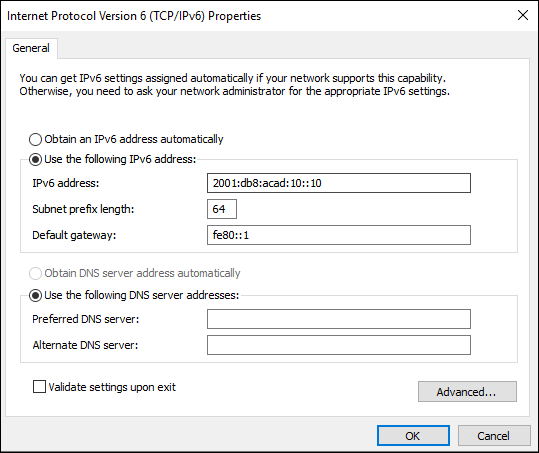 Internet Protocol Version 6 (TCP/IPv6) Properties
General
You can get IPv6 settings assigned automatically if your network supports this capability.
Otherwise, you need to ask your network administrator for the appropriate IPv6 settings.
Obtain an IPv6 address automatically
Use the following IPv6 address:
IPv6 address: 2001:db8:acad:10::10
Subnet prefix length: 64
Default gateway: fe80::1
Obtain DNS server address automatically
Use the following DNS server addresses:
Preferred DNS server:
Alternate DNS server:
Validate settings upon exit
Advanced...
OK Cancel